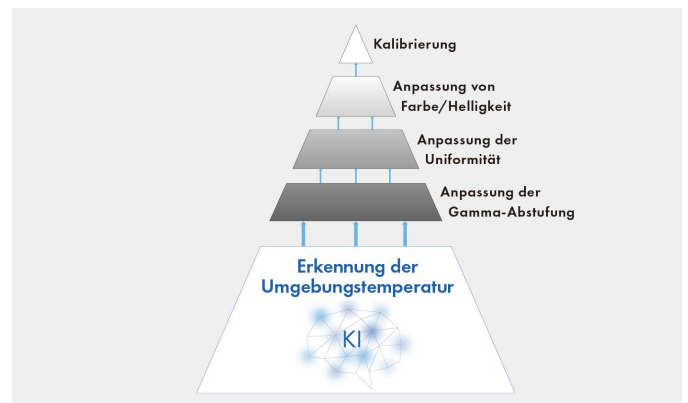 Kalibrierung
Anpassung von
Farbe/Helligkeit
Anpassung der
Uniformität
Anpassung der
Gamma-Abstufung
Erkennung der
Umgebungstemperatur
KI